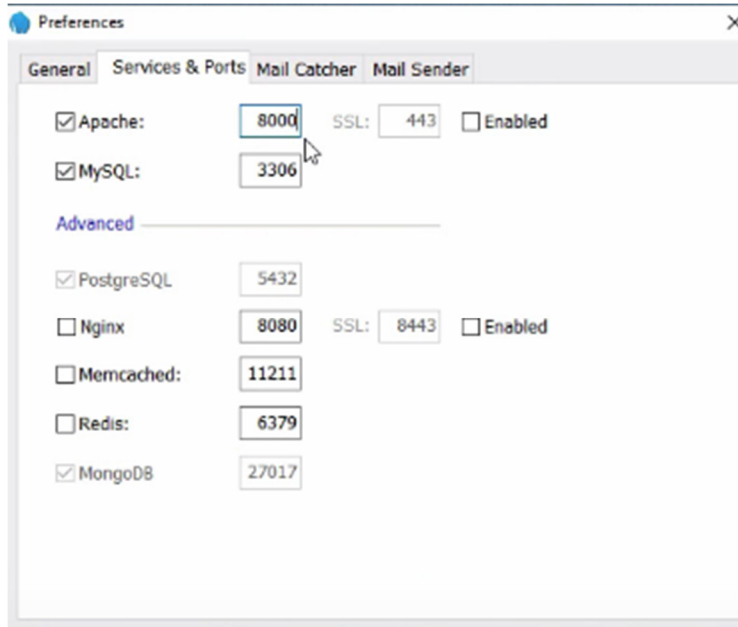 Preferences
General Services & Ports Mail Catcher Mail Sender
Apache: 8000 SSL: 443 Enabled
MySQL: 3306
Advanced
PostgreSQL 5432
Nginx 8080 SSL: 8443 Enabled
Memcached: 11211
Redis: 6379
MongoDB 27017